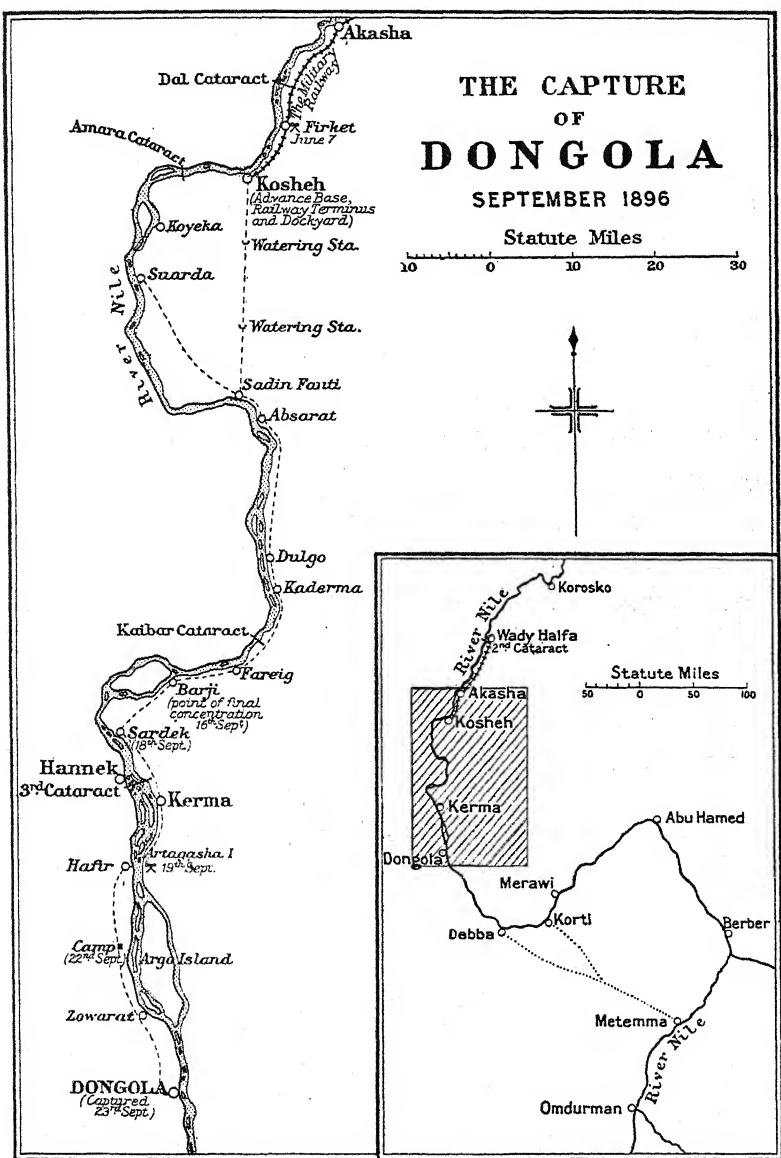 THE CAPTURE
OF
DONGOLA
SEPTEMBER 1896
Statute Miles
10 0 10 20 30
Akasha
Dal Cataract
The Military
Railway
Firket
June 7
Amara Cataract
Kosheh
(Advance Base,
Railway Terminus
and Dockyard)
Koyeka
Watering Sta.
Suarda
River Nile
Watering Sta.
Sadin Fanti
Absarat
Dulgo
Kaderma
Kaibar Cataract
Fareig
Barji
(point of final
concentration
16th Sept.)
Sardek
(18th Sept.)
Hannek
3rd Cataract
Kerma
Artagasha I
19th Sept.
Hafir
Camp
(22nd Sept.)
Argo Island
Zowarat
DONGOLA
(Captured
23rd Sept.)
Korosko
River Nile
Wady Halfa
2nd Cataract
Statute Miles
50 0 50 100
Akasha
Kosheh
Kerma
Abu Hamed
Dongola
Merawi
Korti
Dabba
Berber
Metemma
River Nile
Omdurman